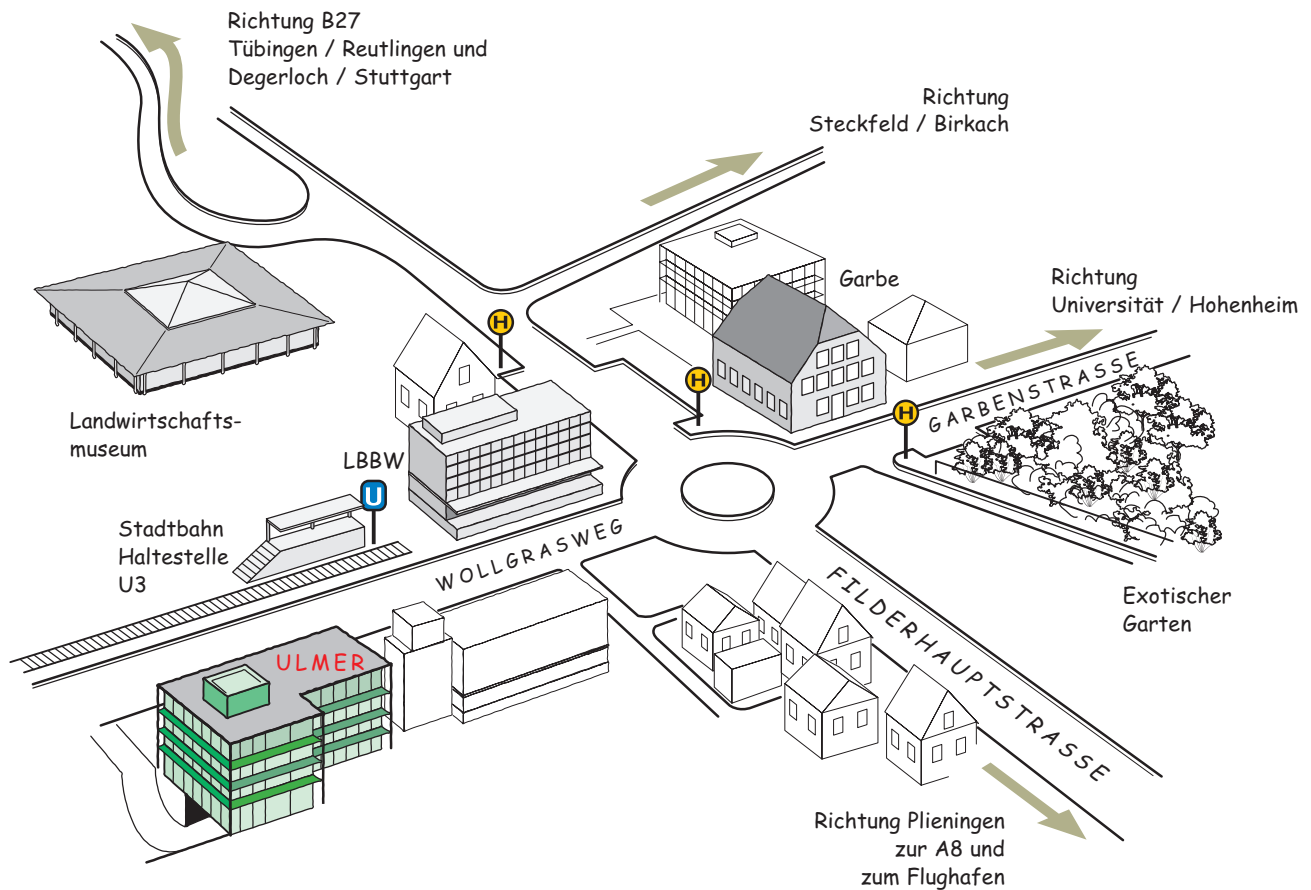 Richtung B27
Tübingen / Reutlingen und
Degerloch / Stuttgart
Richtung
Steckfeld / Birkach
Garbe
Richtung
Universität / Hohenheim
H
H
H
GARBENSTRASSE
Landwirtschafts-
museum
LBBW
U
Stadtbahn
Haltestelle
U3
WOLLGRASWEG
FILDERHAUPTSTRASSE
Exotischer
Garten
ULMER
Richtung Plieningen
zur A8 und
zum Flughafen